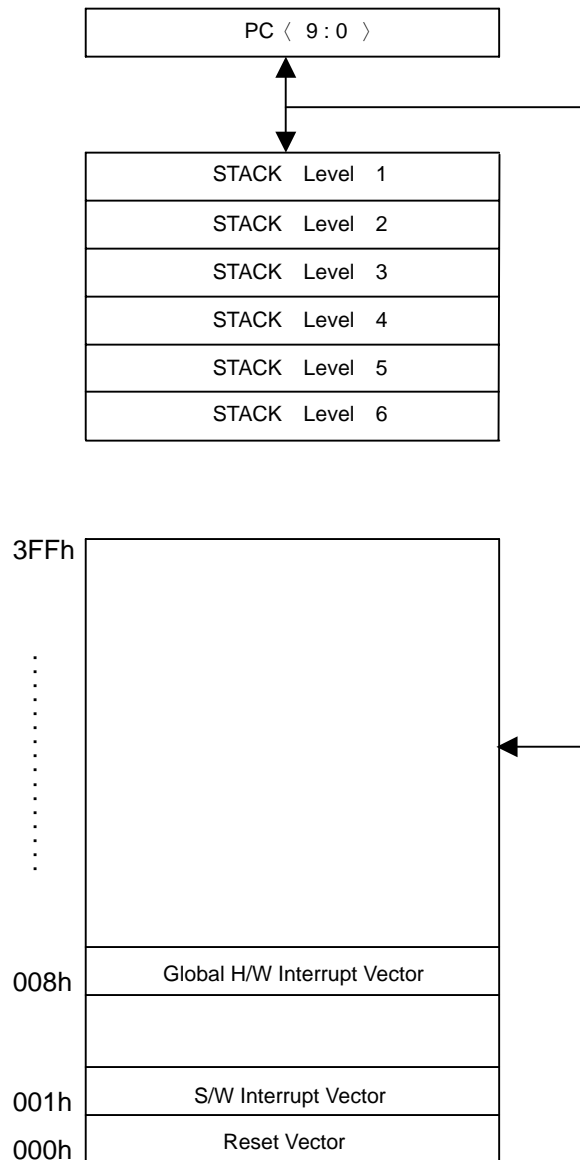 PC〈 9 : 0 〉
STACK Level 1
STACK Level 2
STACK Level 3
STACK Level 4
STACK Level 5
STACK Level 6
3FFh
008h Global H/W Interrupt Vector
001h S/W Interrupt Vector
000h Reset Vector